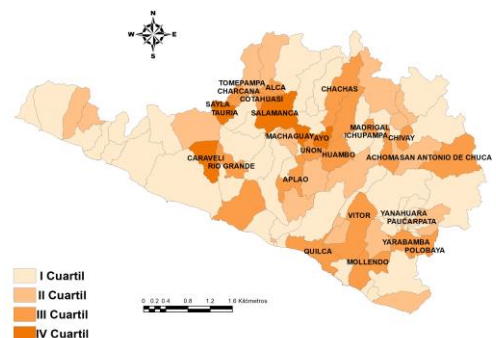 N
W E
S
TOMEPAMPA
ALCA
CHARCANA
COTAHUASI
CHACHAS
SAYLA
TAURIA
SALAMANCA
MADRIGAL
MACHAGUAY
AYO
ICHUPAMPA
CHIVAY
UÑON
HUAMBO
ACHOMA
SAN ANTONIO DE CHUCA
CARAVELI
RIO GRANDE
APLAO
VITOR
YANAHUARA
PAUCARPATA
QUILCA
YARABAMBA
POLOBAYA
MOLLENDO
I Cuartil
II Cuartil
III Cuartil
IV Cuartil
0 0.2 0.4 0.8 1.2 1.6 Kilómetros